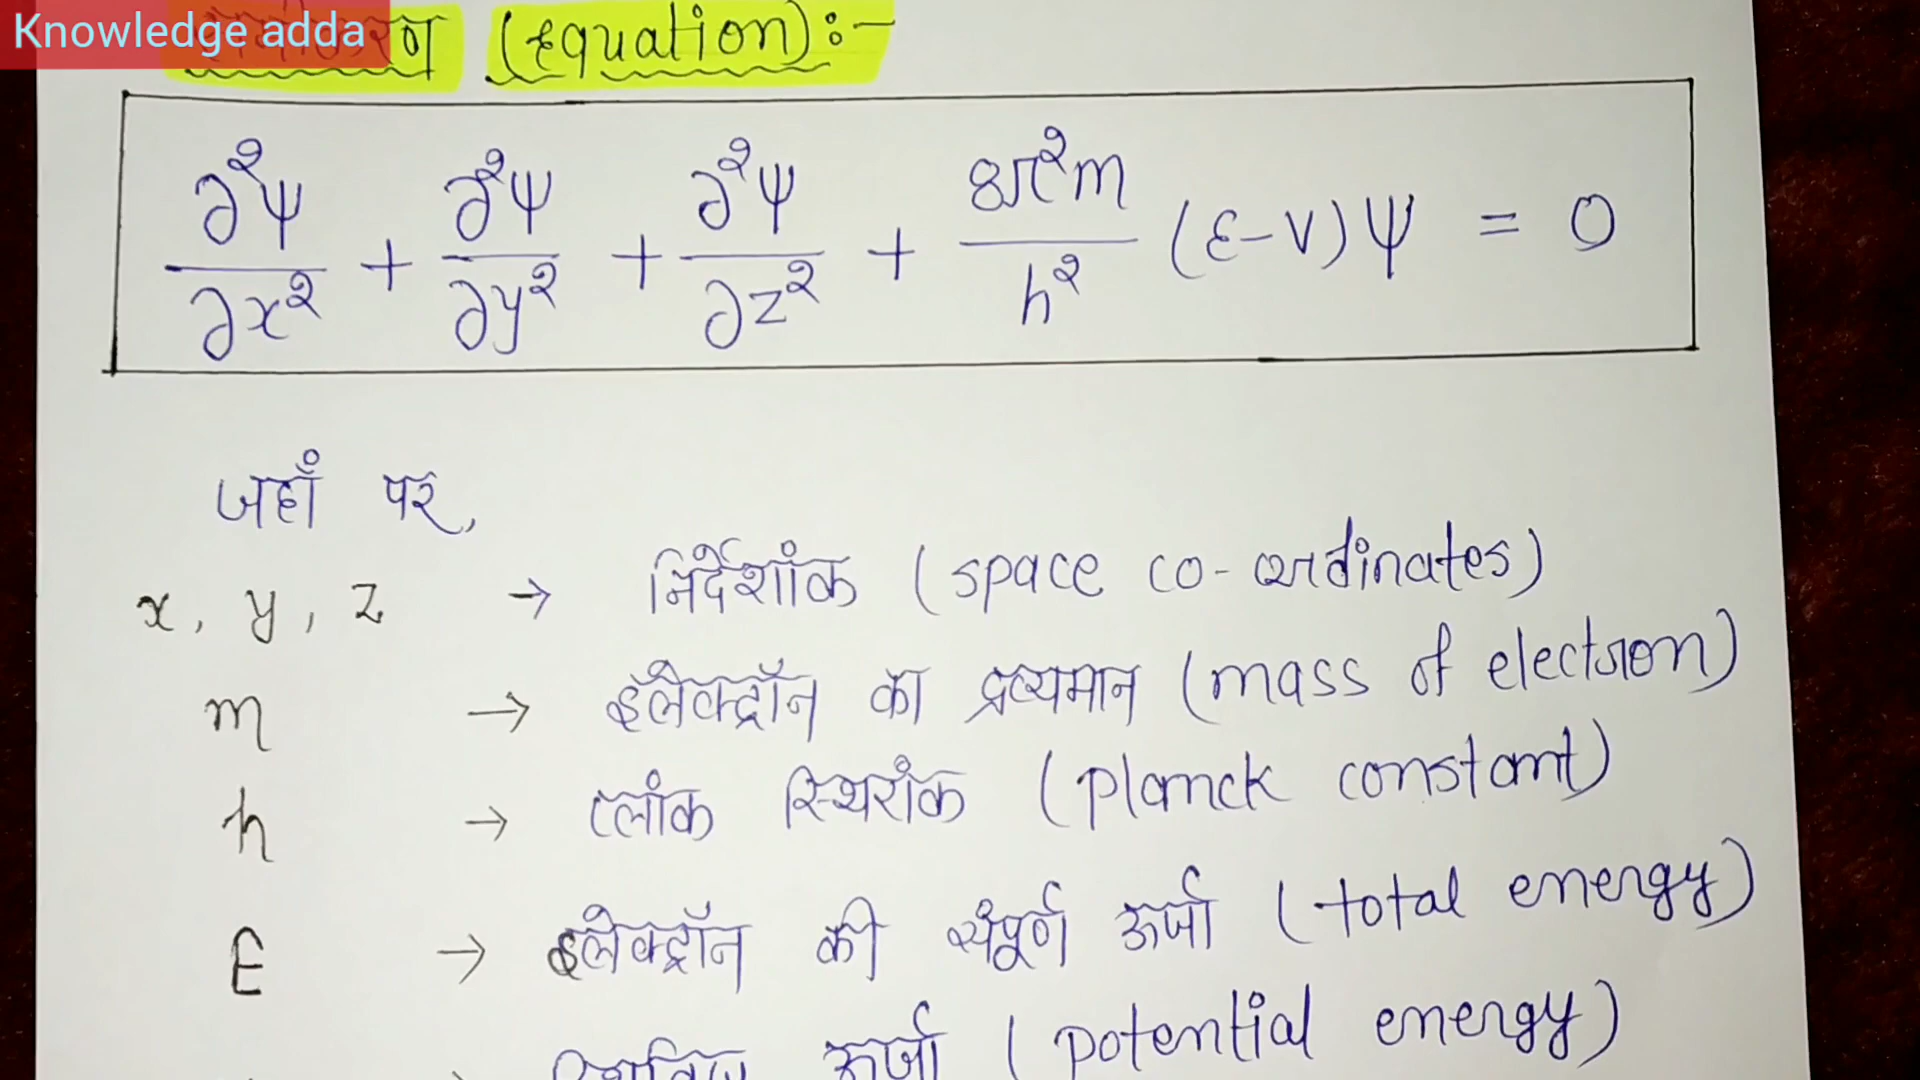 Knowledge adda
(Equation):-
∂²ψ/∂x² + ∂²ψ/∂y² + ∂²ψ/∂z² + 8π²m/h² (E-V)ψ = 0
जहाँ पर,
x, y, z → निर्देशांक (space co-ordinates)
m → इलेक्ट्रॉन का द्रव्यमान (mass of electron)
h → प्लांक स्थिरांक (planck constant)
E → इलेक्ट्रॉन की संपूर्ण ऊर्जा (total energy)
ऊर्जा (potential energy)